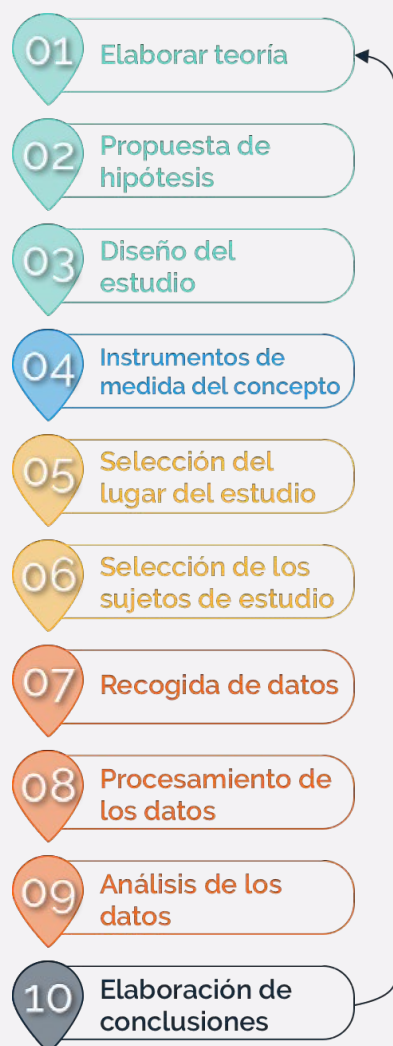 01 Elaborar teoría
02 Propuesta de
hipótesis
03 Diseño del
estudio
04 Instrumentos de
medida del concepto
05 Selección del
lugar del estudio
06 Selección de los
sujetos de estudio
07 Recogida de datos
08 Procesamiento de
los datos
09 Análisis de los
datos
10 Elaboración de
conclusiones